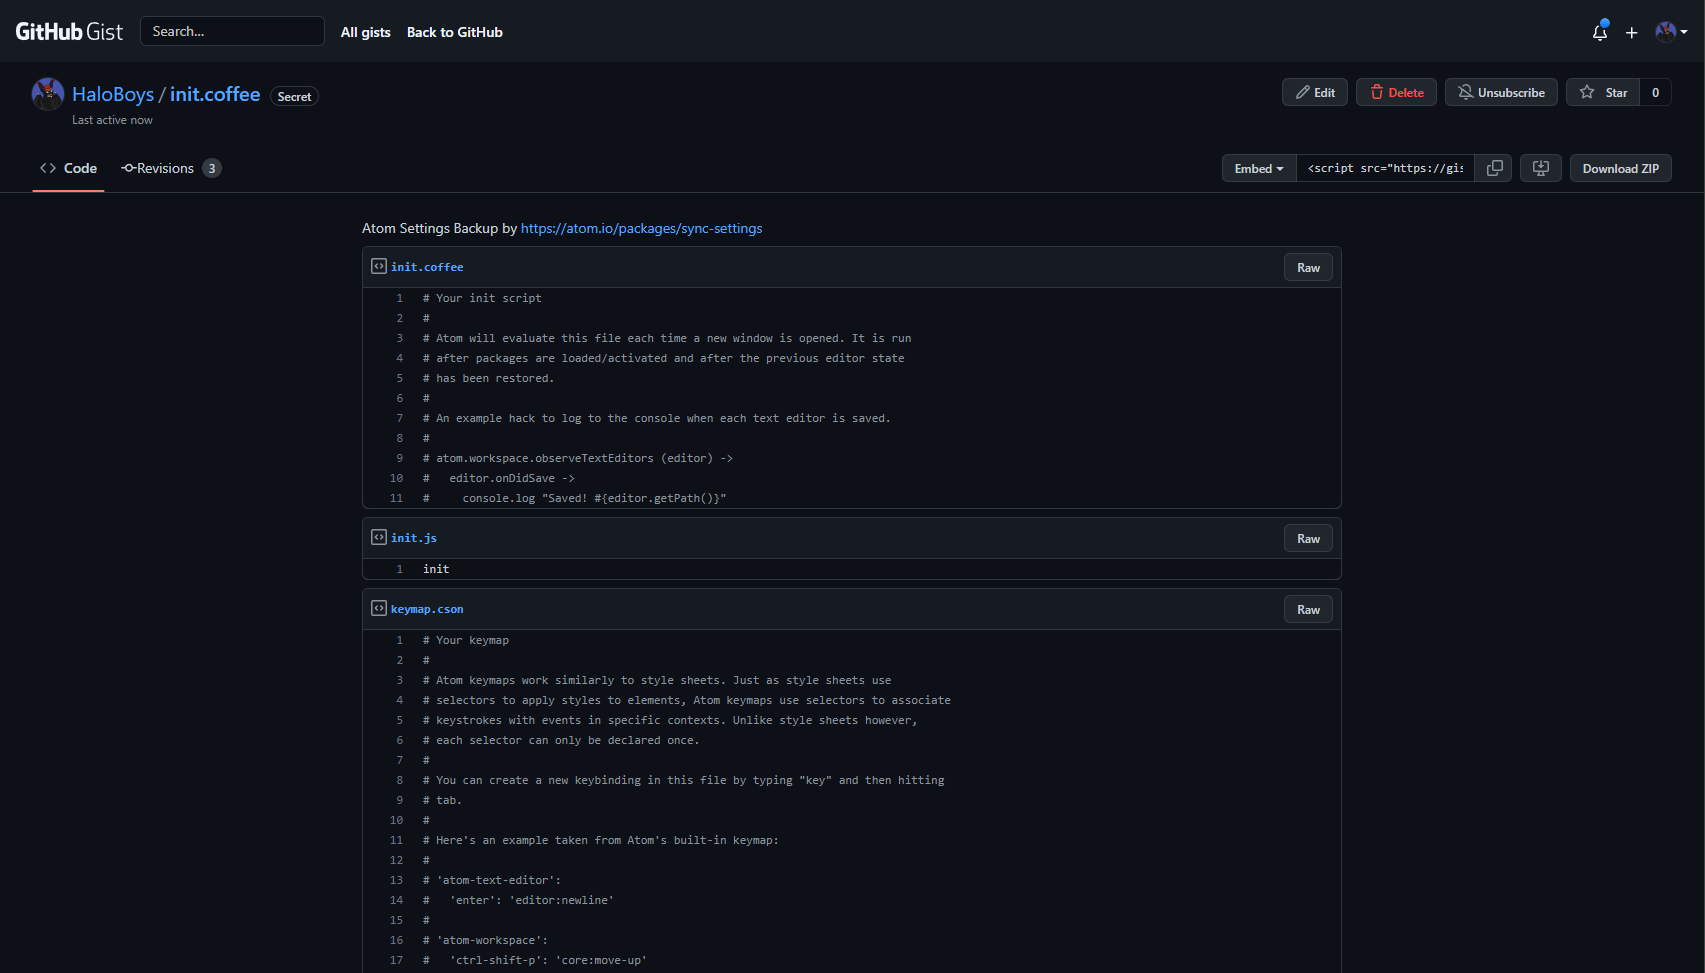 GitHub Gist Search... All gists Back to GitHub
HaloBoys / init.coffee Secret
Last active now
Edit Delete Unsubscribe Star 0
Code Revisions 3
Embed <script src="https://gis Download ZIP
Atom Settings Backup by https://atom.io/packages/sync-settings
init.coffee Raw
1 # Your init script
2 #
3 # Atom will evaluate this file each time a new window is opened. It is run
4 # after packages are loaded/activated and after the previous editor state
5 # has been restored.
6 #
7 # An example hack to log to the console when each text editor is saved.
8 #
9 # atom.workspace.observeTextEditors (editor) ->
10 #   editor.onDidSave ->
11 #     console.log "Saved! #{editor.getPath()}"
init.js Raw
1 init
keymap.cson Raw
1 # Your keymap
2 #
3 # Atom keymaps work similarly to style sheets. Just as style sheets use
4 # selectors to apply styles to elements, Atom keymaps use selectors to associate
5 # keystrokes with events in specific contexts. Unlike style sheets however,
6 # each selector can only be declared once.
7 #
8 # You can create a new keybinding in this file by typing "key" and then hitting
9 # tab.
10 #
11 # Here's an example taken from Atom's built-in keymap:
12 #
13 # 'atom-text-editor':
14 #   'enter': 'editor:newline'
15 #
16 # 'atom-workspace':
17 #   'ctrl-shift-p': 'core:move-up'